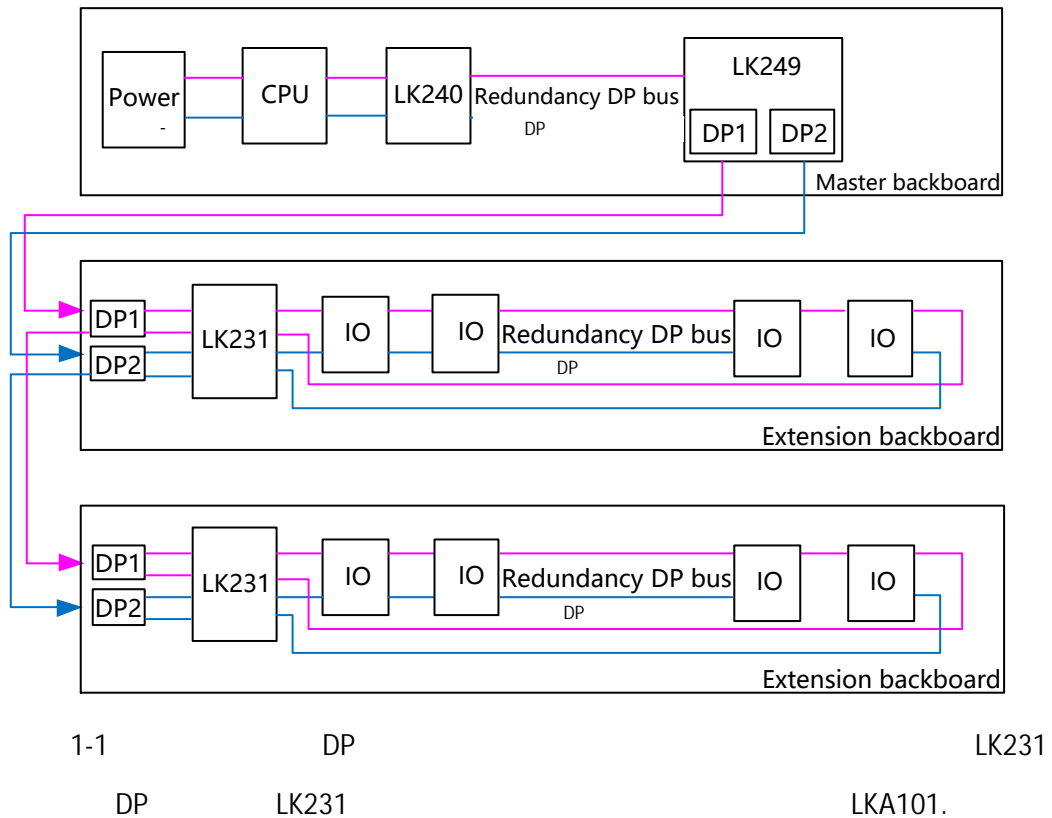 LK249
Power CPU LK240 Redundancy DP bus
- DP DP1 DP2
Master backboard
DP1 LK231 IO IO Redundancy DP bus IO IO
DP2 DP
Extension backboard
DP1 LK231 IO IO Redundancy DP bus IO IO
DP2 DP
Extension backboard
1-1 DP LK231
DP LK231 LKA101.